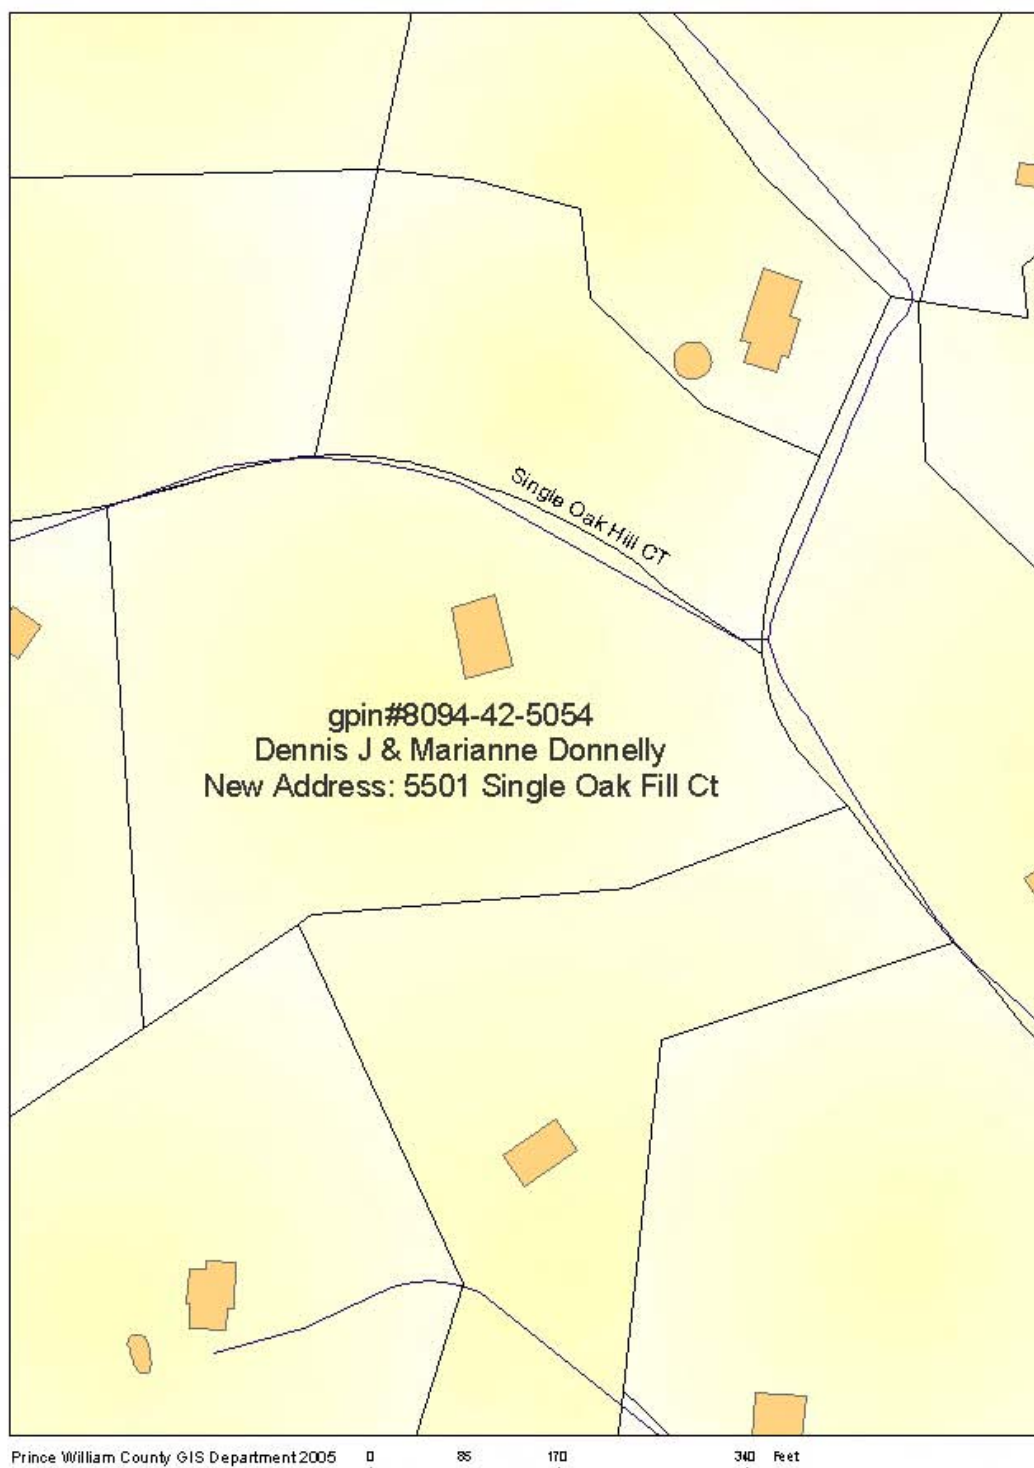 Single Oak Hill CT
gpin#8094-42-5054
Dennis J & Marianne Donnelly
New Address: 5501 Single Oak Fill Ct
Prince William County GIS Department 2005 0 85 170 340 Feet